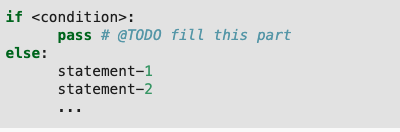 if <condition>:
      pass # @TODO fill this part
else:
      statement-1
      statement-2
      ...